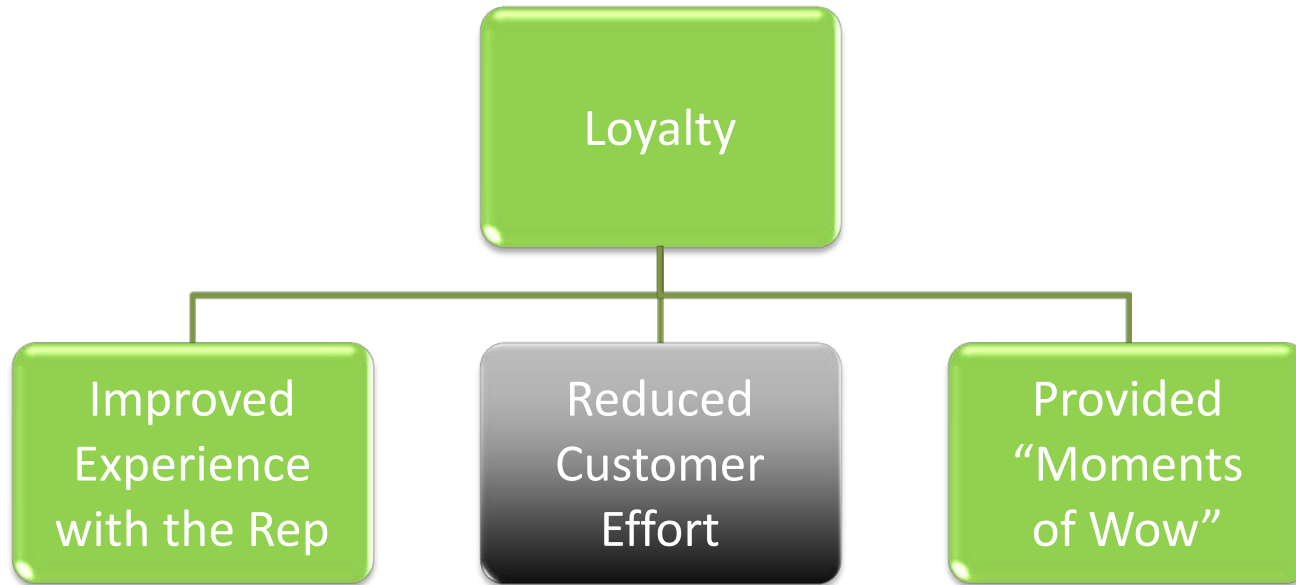 Loyalty
Improved
Experience
with the Rep
Reduced
Customer
Effort
Provided
“Moments
of Wow”